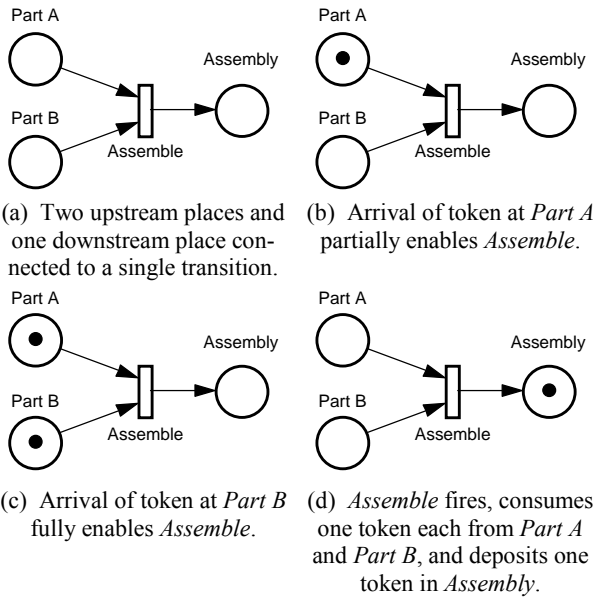 Part A
Assembly
Part B
Assemble
(a) Two upstream places and
one downstream place con-
nected to a single transition.
Part A
Assembly
Part B
Assemble
(b) Arrival of token at Part A
partially enables Assemble.
Part A
Assembly
Part B
Assemble
(c) Arrival of token at Part B
fully enables Assemble.
Part A
Assembly
Part B
Assemble
(d) Assemble fires, consumes
one token each from Part A
and Part B, and deposits one
token in Assembly.